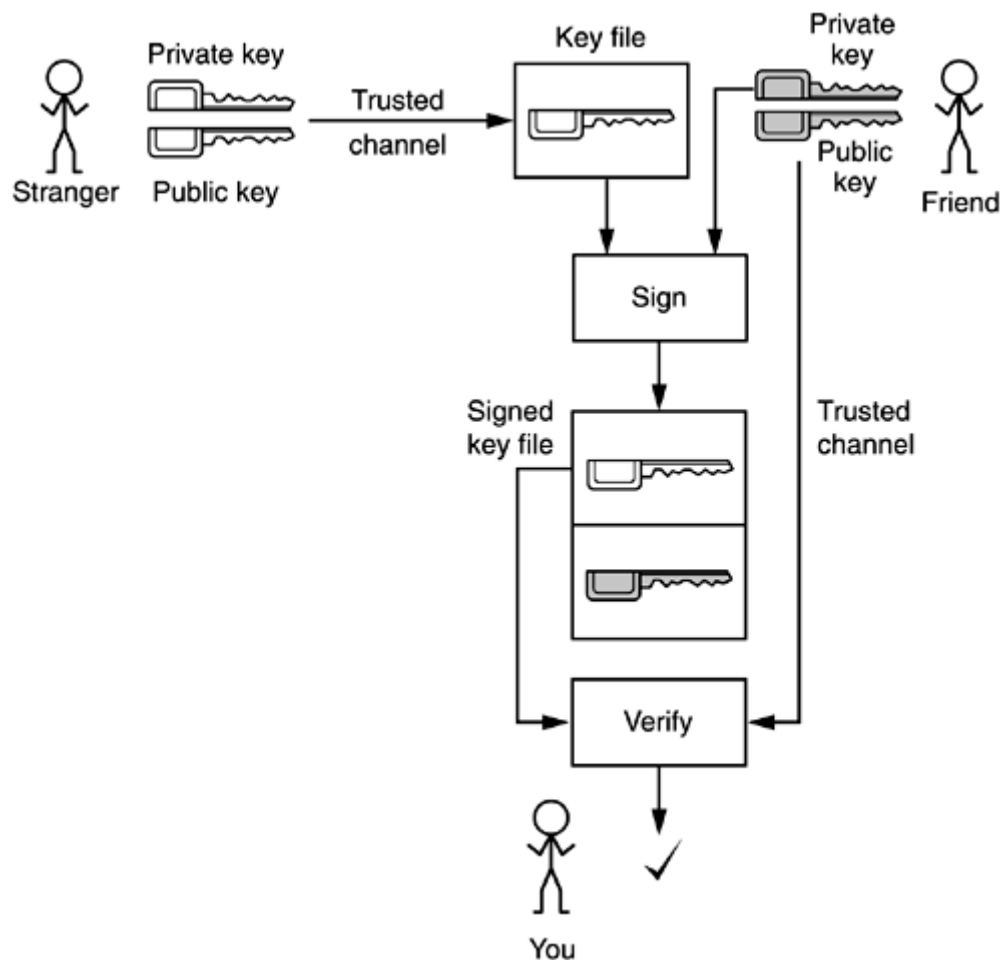 Key file
Private
key
Private key
Trusted
channel
Stranger
Public key
Public
key
Friend
Sign
Signed
key file
Trusted
channel
Verify
You